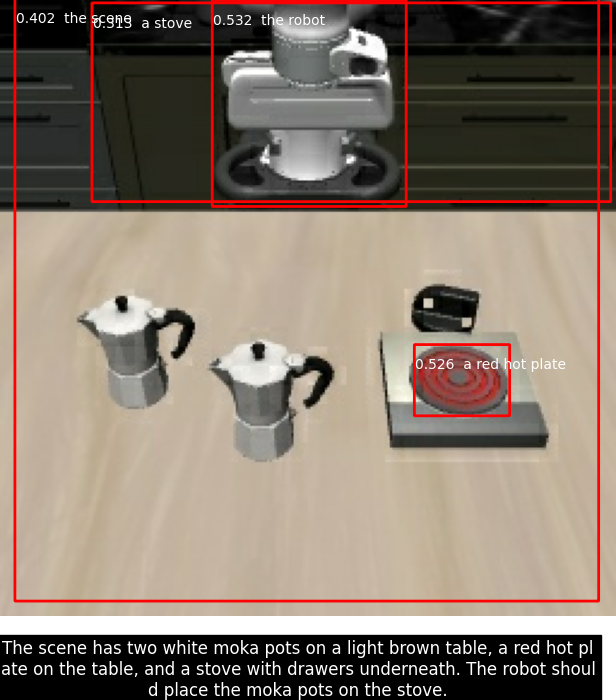 0.402  the scene
0.313  a stove
0.532  the robot
0.526  a red hot plate
The scene has two white moka pots on a light brown table, a red hot pl
ate on the table, and a stove with drawers underneath. The robot shoul
d place the moka pots on the stove.